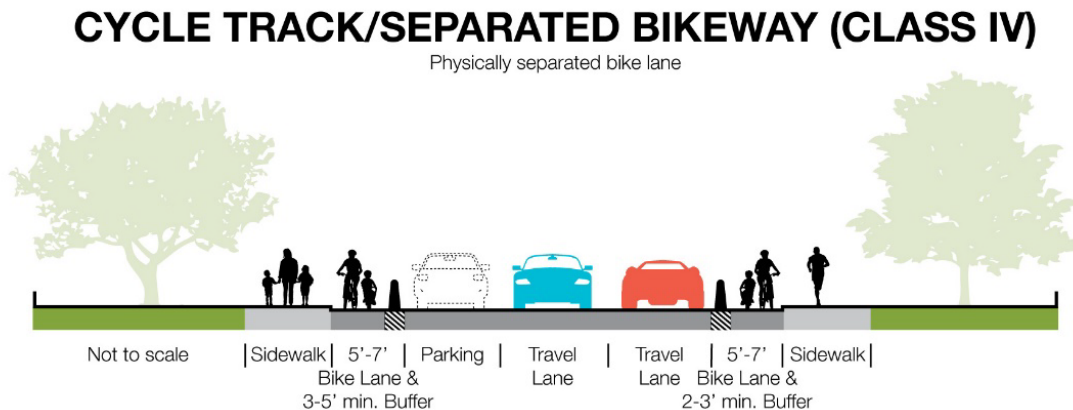 CYCLE TRACK/SEPARATED BIKEWAY (CLASS IV)
Physically separated bike lane
Not to scale
Sidewalk
5’-7’
Bike Lane &
3-5’ min. Buffer
Parking
Travel
Lane
Travel
Lane
5’-7’
Bike Lane &
2-3’ min. Buffer
Sidewalk